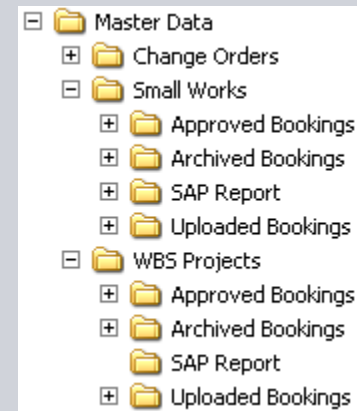 Master Data
Change Orders
Small Works
Approved Bookings
Archived Bookings
SAP Report
Uploaded Bookings
WBS Projects
Approved Bookings
Archived Bookings
SAP Report
Uploaded Bookings